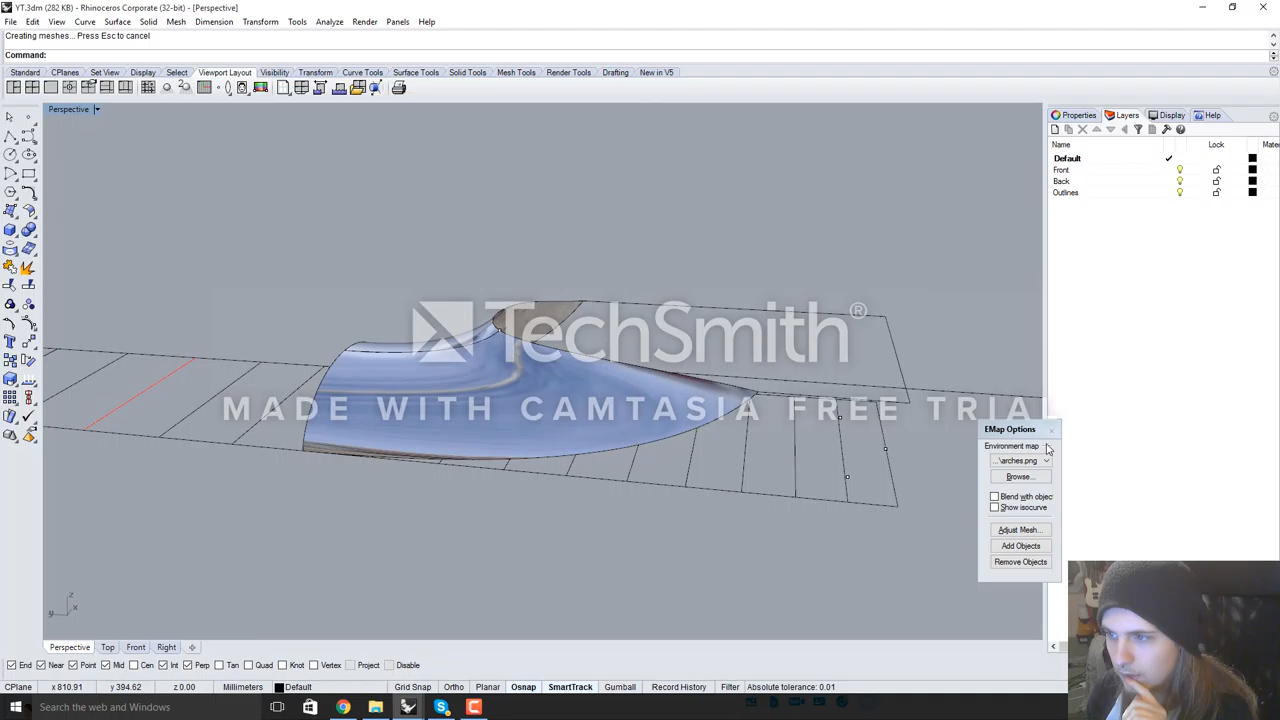 YT.3dm (282 KB) - Rhinoceros Corporate (32-bit) - [Perspective]
File Edit View Curve Surface Solid Mesh Dimension Transform Tools Analyze Render Panels Help
Creating meshes... Press Esc to cancel
Command:
Standard CPlanes Set View Display Select Viewport Layout Visibility Transform Curve Tools Surface Tools Solid Tools Mesh Tools Render Tools Drafting New in V5
Perspective
Properties Layers Display Help
Name Lock Mate
Default
Front
Back
Outlines
TechSmith®
MADE WITH CAMTASIA FREE TRIA
EMap Options
Environment map
...\arches.png
Browse...
Blend with objec
Show isocurve
Adjust Mesh...
Add Objects
Remove Objects
z
y x
Perspective Top Front Right
End Near Point Mid Cen Int Perp Tan Quad Knot Vertex Project Disable
CPlane x 810.91 y 394.62 z 0.00 Millimeters Default Grid Snap Ortho Planar Osnap SmartTrack Gumball Record History Filter Absolute tolerance: 0.01
Search the web and Windows